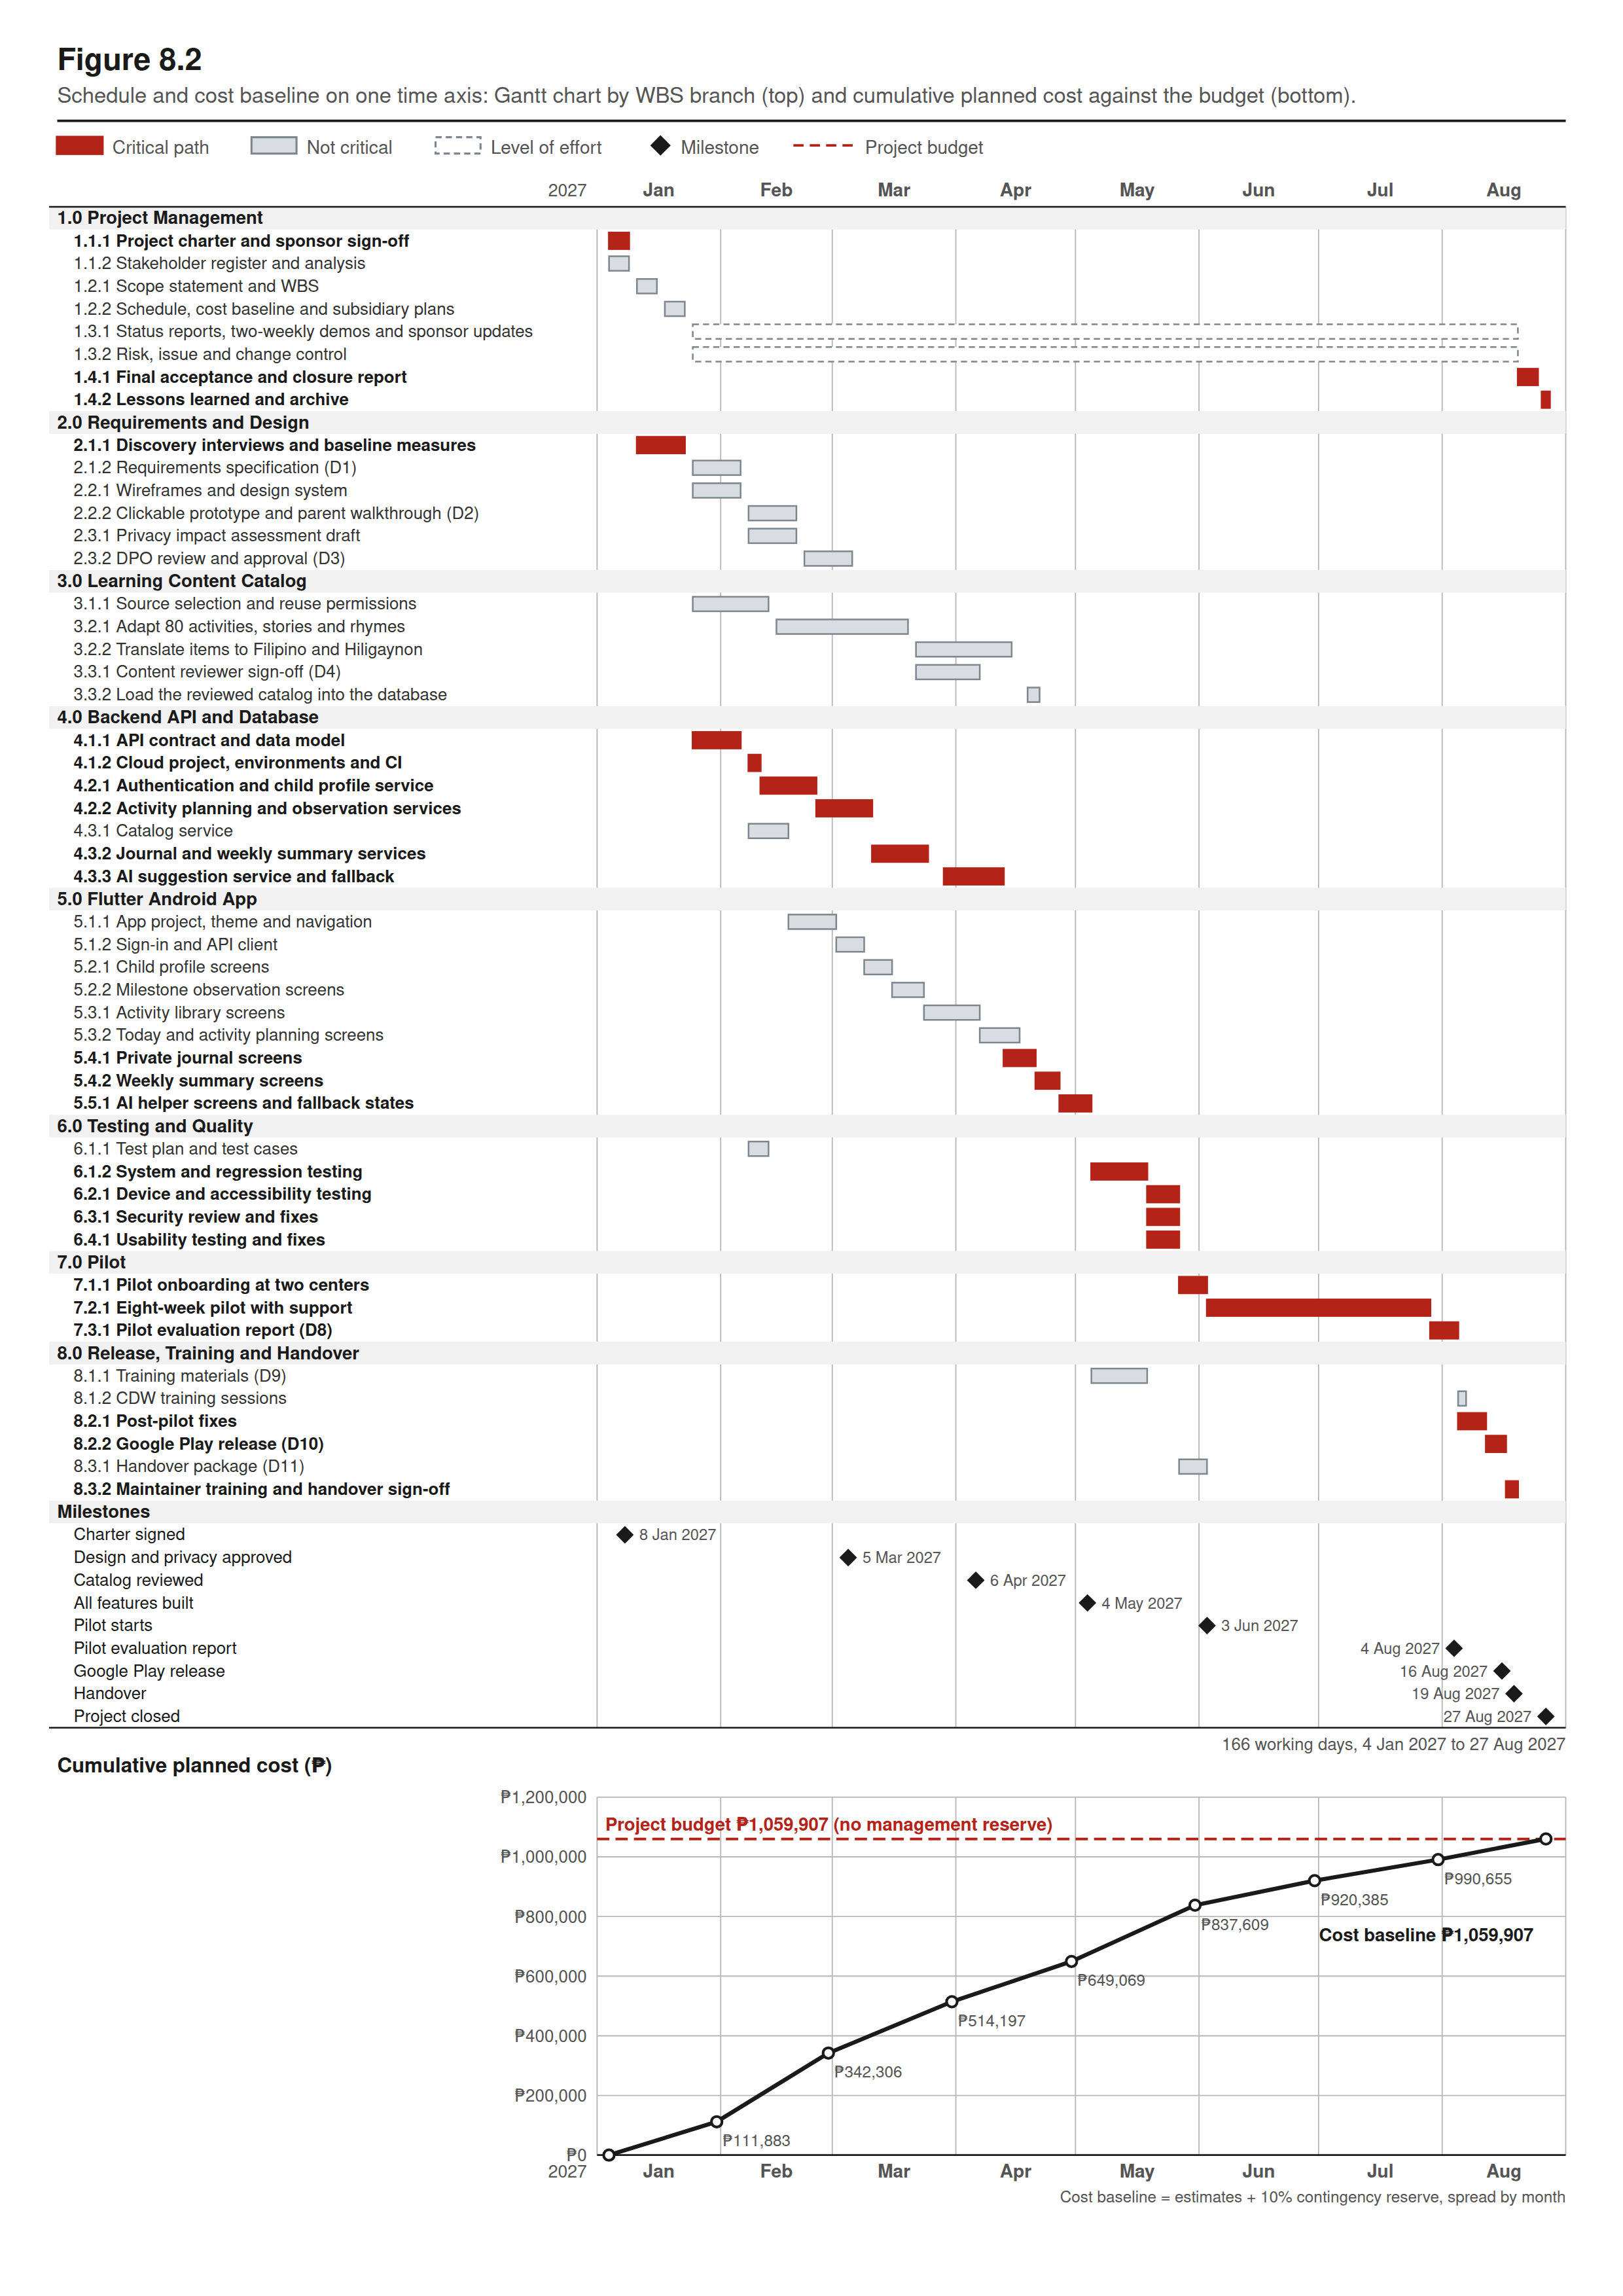 Figure 8.2
Schedule and cost baseline on one time axis: Gantt chart by WBS branch (top) and cumulative planned cost against the budget (bottom).
Critical path Not critical Level of effort Milestone Project budget
2027 Jan Feb Mar Apr May Jun Jul Aug
1.0 Project Management
1.1.1 Project charter and sponsor sign-off
1.1.2 Stakeholder register and analysis
1.2.1 Scope statement and WBS
1.2.2 Schedule, cost baseline and subsidiary plans
1.3.1 Status reports, two-weekly demos and sponsor updates
1.3.2 Risk, issue and change control
1.4.1 Final acceptance and closure report
1.4.2 Lessons learned and archive
2.0 Requirements and Design
2.1.1 Discovery interviews and baseline measures
2.1.2 Requirements specification (D1)
2.2.1 Wireframes and design system
2.2.2 Clickable prototype and parent walkthrough (D2)
2.3.1 Privacy impact assessment draft
2.3.2 DPO review and approval (D3)
3.0 Learning Content Catalog
3.1.1 Source selection and reuse permissions
3.2.1 Adapt 80 activities, stories and rhymes
3.2.2 Translate items to Filipino and Hiligaynon
3.3.1 Content reviewer sign-off (D4)
3.3.2 Load the reviewed catalog into the database
4.0 Backend API and Database
4.1.1 API contract and data model
4.1.2 Cloud project, environments and CI
4.2.1 Authentication and child profile service
4.2.2 Activity planning and observation services
4.3.1 Catalog service
4.3.2 Journal and weekly summary services
4.3.3 AI suggestion service and fallback
5.0 Flutter Android App
5.1.1 App project, theme and navigation
5.1.2 Sign-in and API client
5.2.1 Child profile screens
5.2.2 Milestone observation screens
5.3.1 Activity library screens
5.3.2 Today and activity planning screens
5.4.1 Private journal screens
5.4.2 Weekly summary screens
5.5.1 AI helper screens and fallback states
6.0 Testing and Quality
6.1.1 Test plan and test cases
6.1.2 System and regression testing
6.2.1 Device and accessibility testing
6.3.1 Security review and fixes
6.4.1 Usability testing and fixes
7.0 Pilot
7.1.1 Pilot onboarding at two centers
7.2.1 Eight-week pilot with support
7.3.1 Pilot evaluation report (D8)
8.0 Release, Training and Handover
8.1.1 Training materials (D9)
8.1.2 CDW training sessions
8.2.1 Post-pilot fixes
8.2.2 Google Play release (D10)
8.3.1 Handover package (D11)
8.3.2 Maintainer training and handover sign-off
Milestones
Charter signed 8 Jan 2027
Design and privacy approved 5 Mar 2027
Catalog reviewed 6 Apr 2027
All features built 4 May 2027
Pilot starts 3 Jun 2027
Pilot evaluation report 4 Aug 2027
Google Play release 16 Aug 2027
Handover 19 Aug 2027
Project closed 27 Aug 2027
166 working days, 4 Jan 2027 to 27 Aug 2027
Cumulative planned cost (₱)
₱1,200,000
Project budget ₱1,059,907 (no management reserve)
₱1,000,000
₱990,655
₱920,385
₱800,000
₱837,609
Cost baseline ₱1,059,907
₱600,000
₱649,069
₱514,197
₱400,000
₱342,306
₱200,000
₱111,883
₱0
2027 Jan Feb Mar Apr May Jun Jul Aug
Cost baseline = estimates + 10% contingency reserve, spread by month